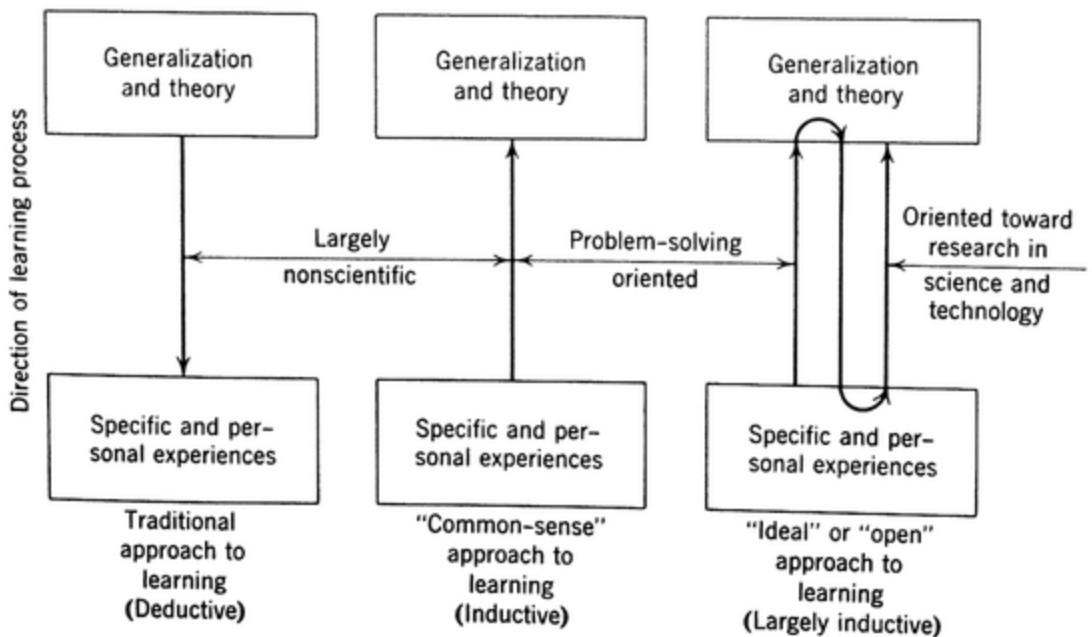 Direction of learning process
Generalization
and theory
Generalization
and theory
Generalization
and theory
Largely
nonscientific
Problem-solving
oriented
Oriented toward
research in
science and
technology
Specific and per-
sonal experiences
Specific and per-
sonal experiences
Specific and per-
sonal experiences
Traditional
approach to
learning
(Deductive)
"Common-sense"
approach to
learning
(Inductive)
"Ideal" or "open"
approach to
learning
(Largely inductive)